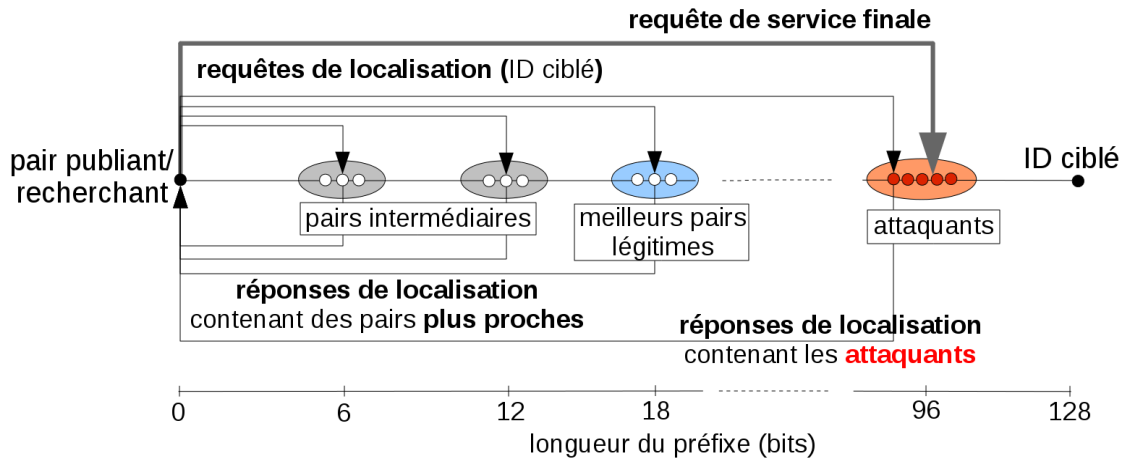 requête de service finale
requêtes de localisation (ID ciblé)
pair publiant/
recherchant
ID ciblé
pairs intermédiaires
meilleurs pairs
légitimes
attaquants
réponses de localisation
contenant des pairs plus proches
réponses de localisation
contenant les attaquants
0 6 12 18 96 128
longueur du préfixe (bits)